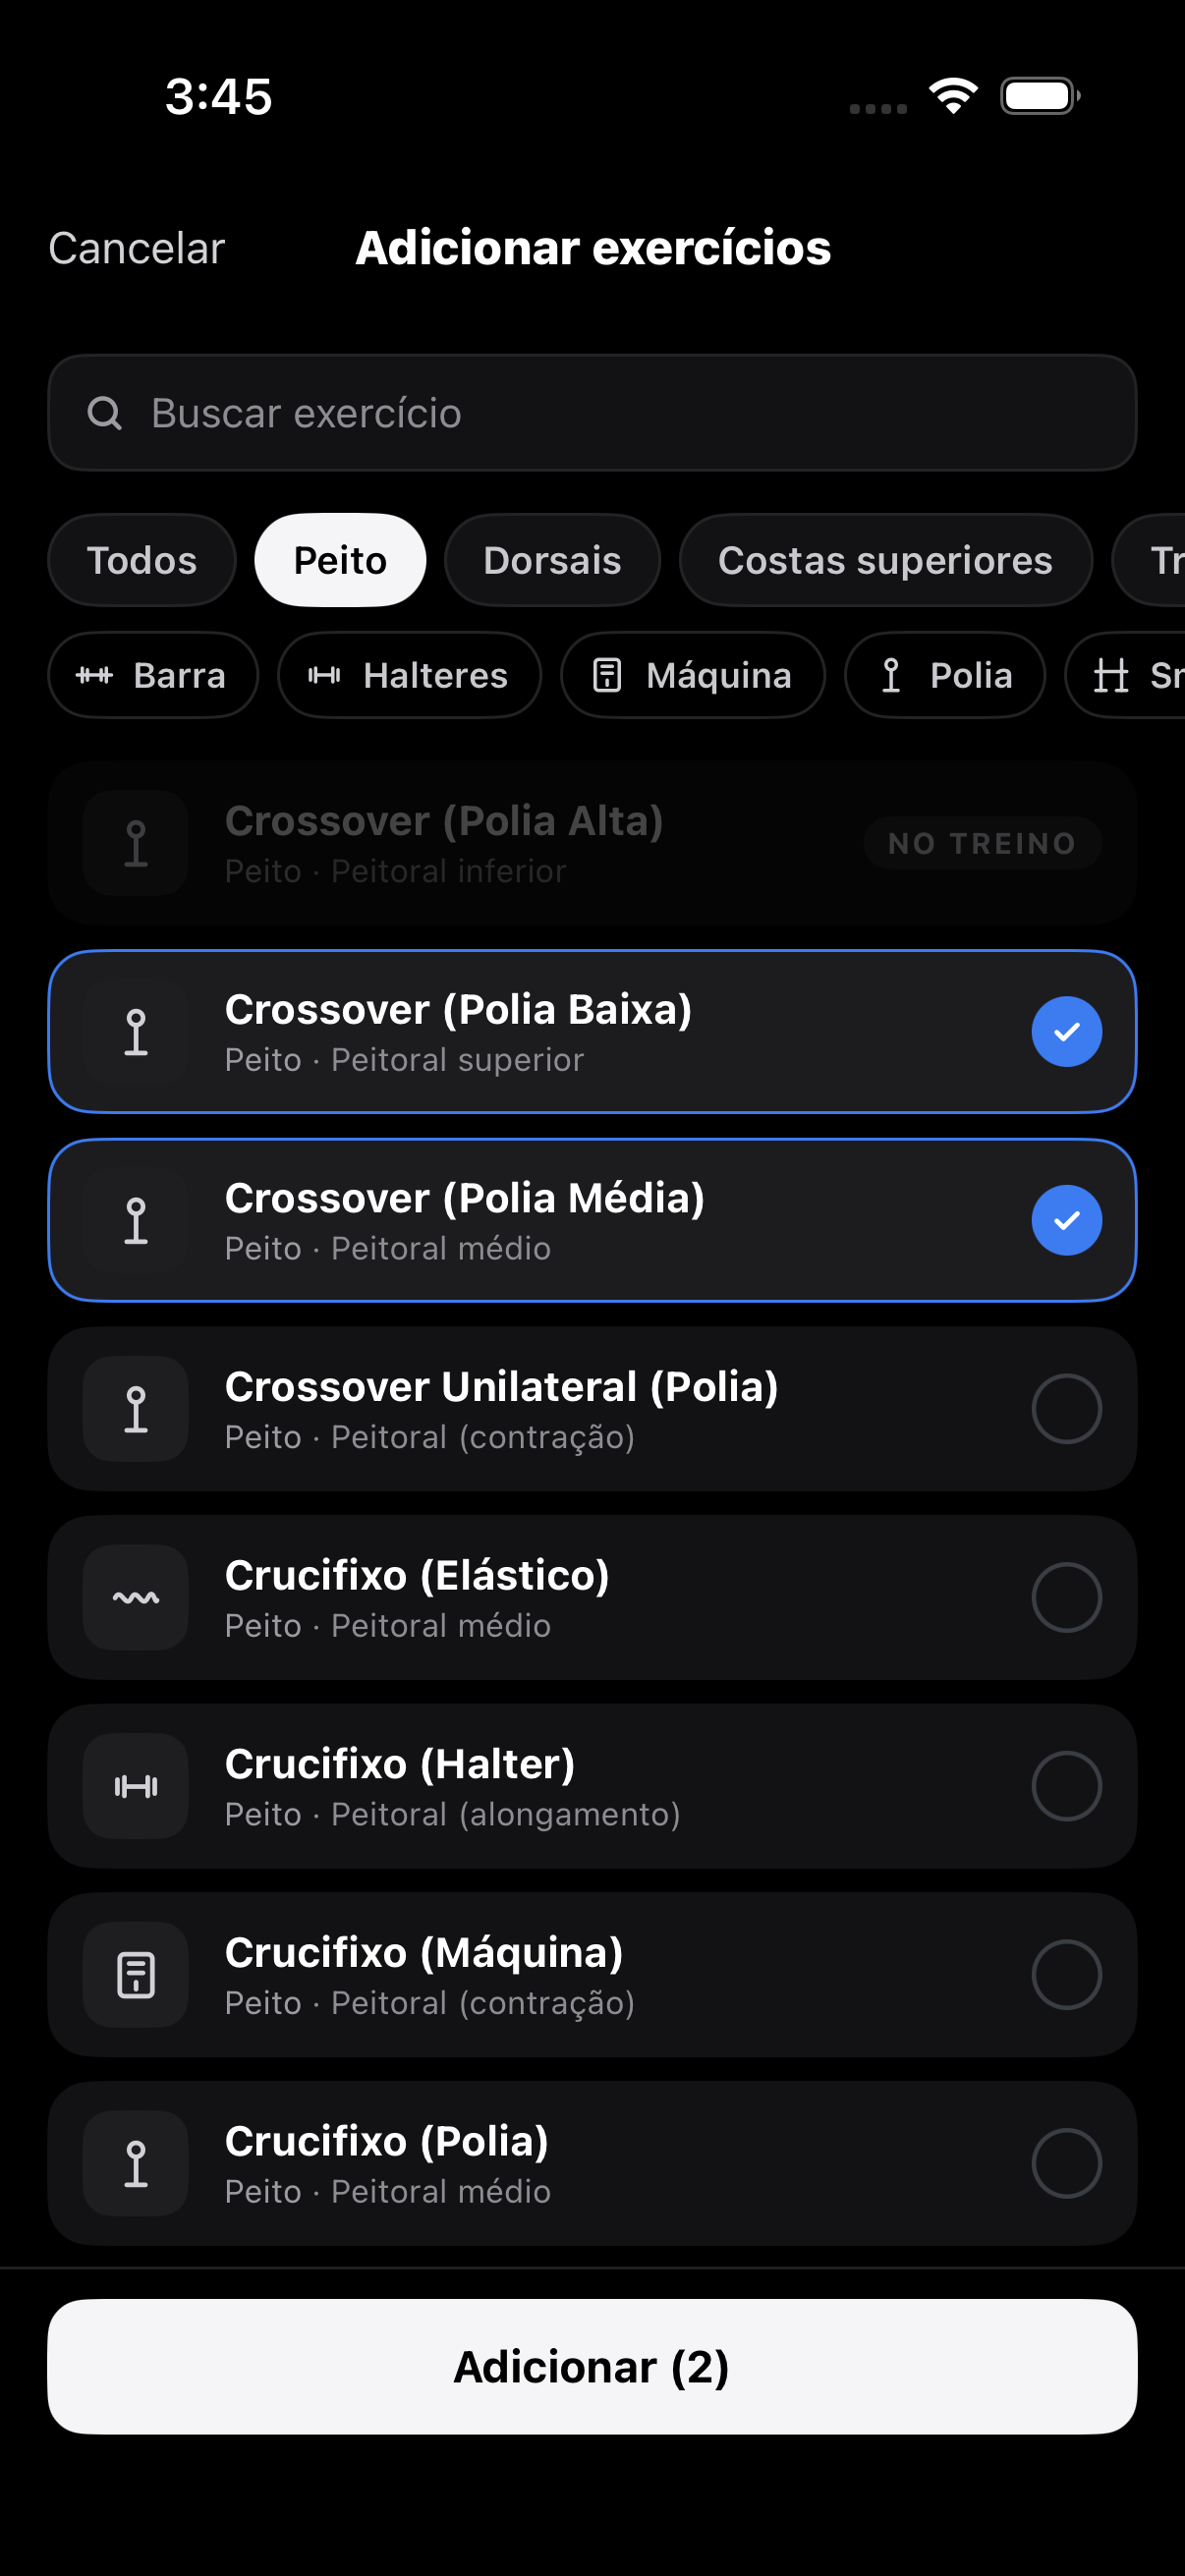 3:45
Cancelar
Adicionar exercícios
Buscar exercício
Todos
Peito
Dorsais
Costas superiores
Tr
Barra
Halteres
Máquina
Polia
Sm
Crossover (Polia Alta)
Peito · Peitoral inferior
NO TREINO
Crossover (Polia Baixa)
Peito · Peitoral superior
Crossover (Polia Média)
Peito · Peitoral médio
Crossover Unilateral (Polia)
Peito · Peitoral (contração)
Crucifixo (Elástico)
Peito · Peitoral médio
Crucifixo (Halter)
Peito · Peitoral (alongamento)
Crucifixo (Máquina)
Peito · Peitoral (contração)
Crucifixo (Polia)
Peito · Peitoral médio
Adicionar (2)